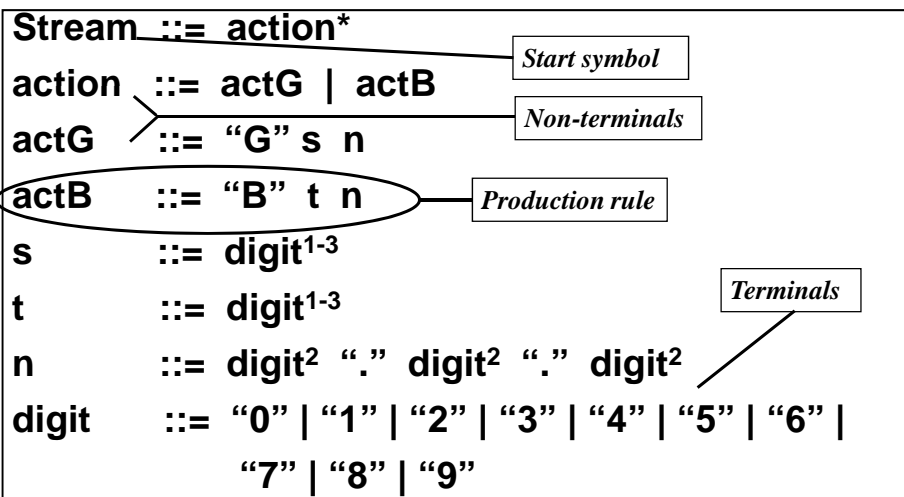 Stream ::= action*
Start symbol
action ::= actG | actB
Non-terminals
actG ::= “G” s n
actB ::= “B” t n
Production rule
s ::= digit1-3
t ::= digit1-3
Terminals
n ::= digit2 “.” digit2 “.” digit2
digit ::= “0” | “1” | “2” | “3” | “4” | “5” | “6” |
“7” | “8” | “9”